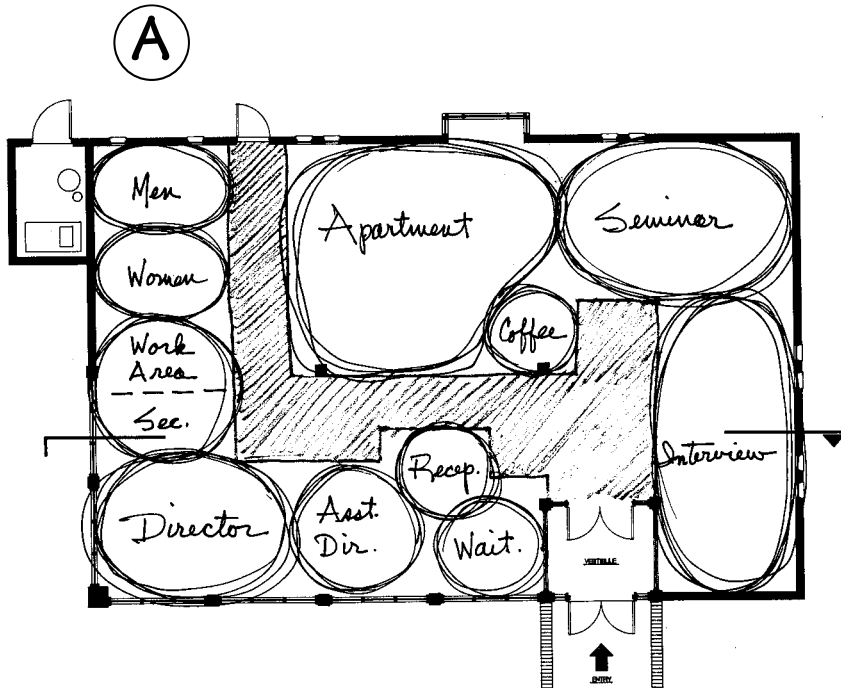 A
Men
Apartment
Seminar
Women
Coffee
Work
Area
Sec.
Recep.
Interview
Director
Asst.
Dir.
Wait.
VESTIBULE
ENTRY